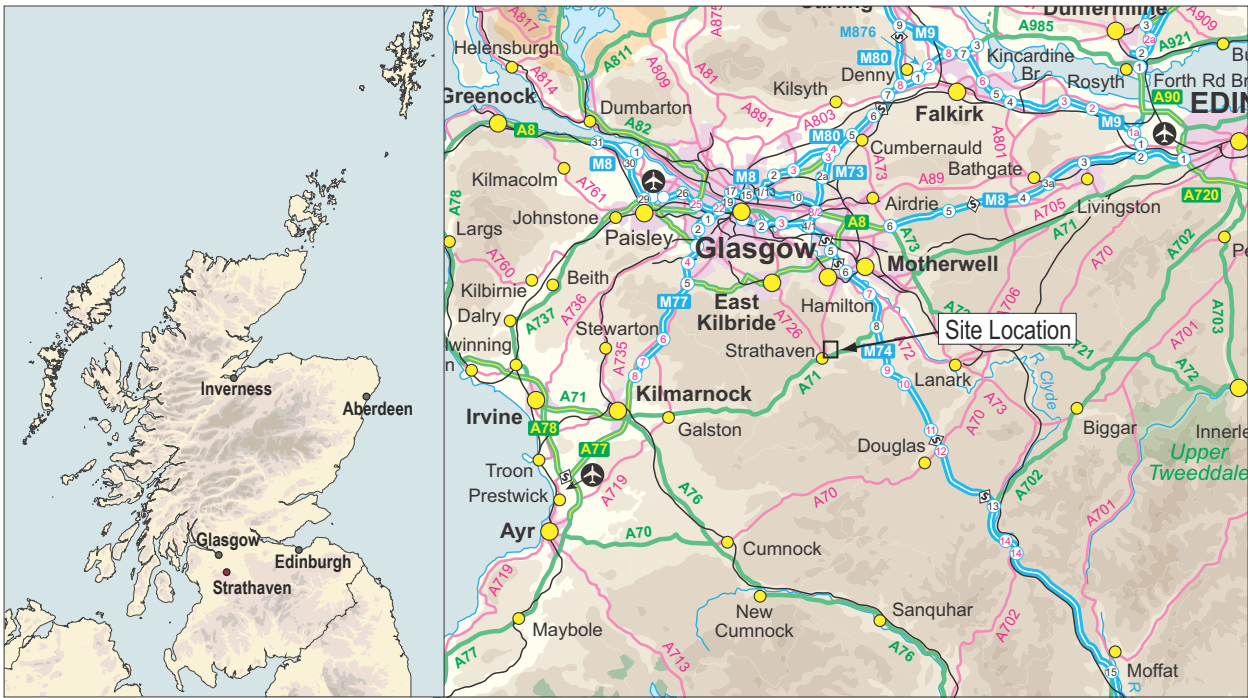 Inverness
Aberdeen
Glasgow
Edinburgh
Strathaven
A817
A811
A875
M876
M9
A985
Dunfermline
A909
A921
Helensburgh
A814
A809
A81
M80
Denny
Kincardine
Br.
Rosyth
Forth Rd Br
Greenock
Dumbarton
A891
Kilsyth
A803
Falkirk
A90
A8
A82
M80
M9
A801
M8
Cumbernauld
Kilmacolm
A761
M8
M73
A73
Bathgate
A89
A78
Johnstone
Airdrie
M8
A705
Livingston
A720
Largs
Paisley
Glasgow
A8
A73
A71
A702
A70
A760
Beith
Motherwell
Kilbirnie
M77
East
Kilbride
Hamilton
A706
A703
Dalry
A737
A736
Stewarton
A726
Site Location
A701
lwinning
A735
Strathaven
M74
A72
A721
A72
Lanark
R
Clyde
A71
Irvine
A71
Kilmarnock
A73
A70
A78
Galston
Biggar
Douglas
Upper
Tweeddale
A77
Troon
A719
A76
A702
Prestwick
A70
A701
Ayr
A70
Cumnock
A719
New
Cumnock
Sanquhar
A702
Maybole
A77
A713
A76
Moffat
R